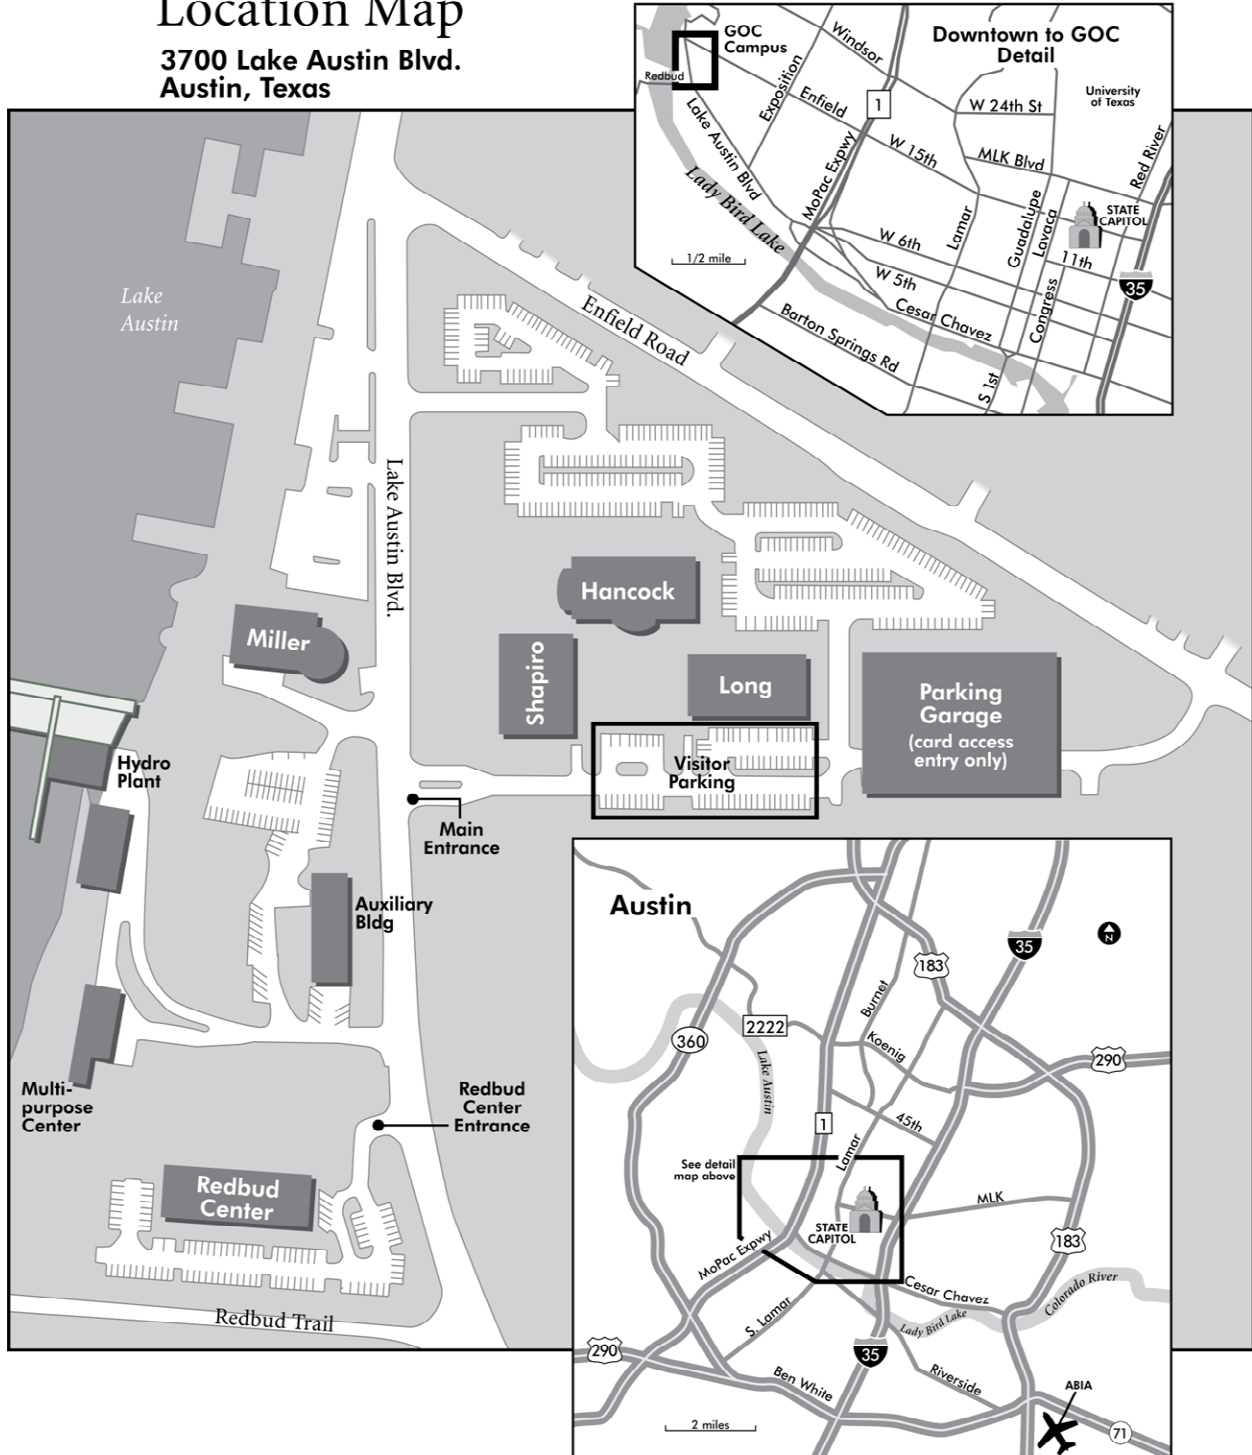 Location Map
3700 Lake Austin Blvd.
Austin, Texas
GOC
Campus
Redbud
Windsor
Downtown to GOC
Detail
Exposition
Enfield
1
W 24th St
University
of Texas
Lake Austin Blvd
MoPac Expwy
W 15th
MLK Blvd
Red River
Lady Bird Lake
Lamar
Guadalupe
Lavaca
STATE
CAPITOL
11th
35
1/2 mile
W 6th
W 5th
Cesar Chavez
Congress
Barton Springs Rd
S 1st
Lake
Austin
Enfield Road
Lake Austin Blvd.
Hancock
Miller
Shapiro
Long
Parking
Garage
(card access
entry only)
Visitor
Parking
Hydro
Plant
Main
Entrance
Auxiliary
Bldg
Multi-
purpose
Center
Redbud
Center
Entrance
Redbud
Center
Redbud Trail
Austin
N
35
183
Burnet
2222
360
Koenig
290
Lake Austin
1
45th
Lamar
See detail
map above
MLK
STATE
CAPITOL
183
MoPac Expwy
Cesar Chavez
Colorado River
S. Lamar
Lady Bird Lake
290
35
Ben White
Riverside
ABIA
2 miles
71